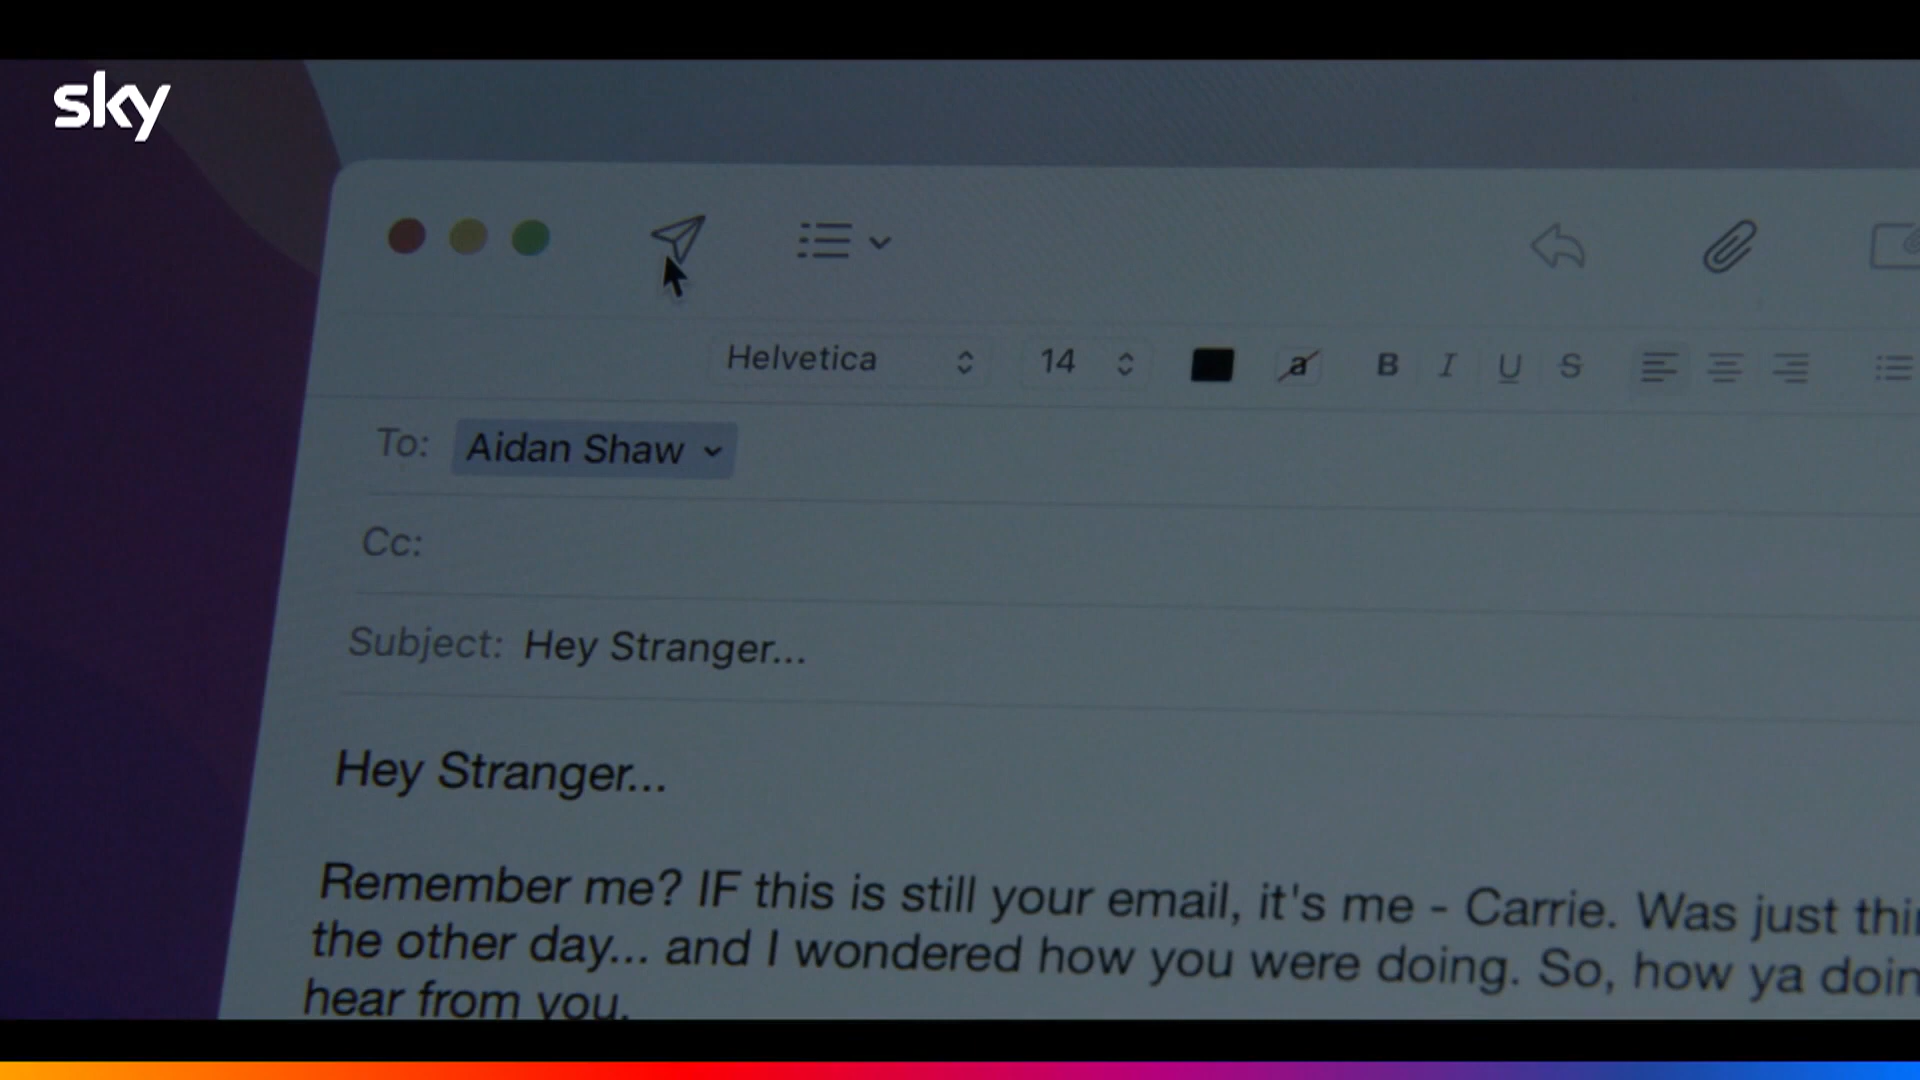 sky
Helvetica 14 a B I U S
To: Aidan Shaw
Cc:
Subject: Hey Stranger...
Hey Stranger...
Remember me? IF this is still your email, it's me - Carrie. Was just
the other day... and I wondered how you were doing. So, how ya
hear from you.